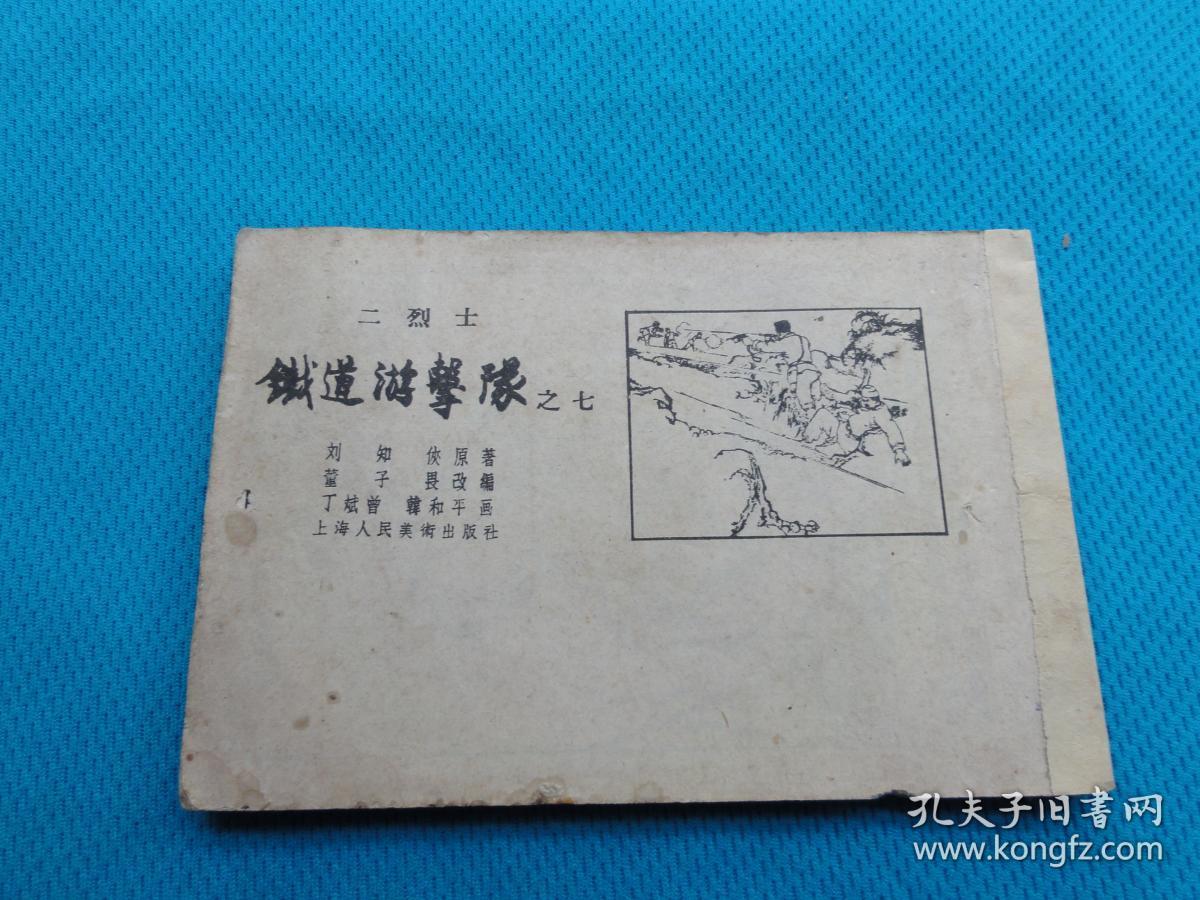 二烈士
鐵道游擊隊之七
刘知俠原著
董子畏改編
丁斌曾 韓和平画
上海人民美術出版社
孔夫子旧書网
www.kongfz.com